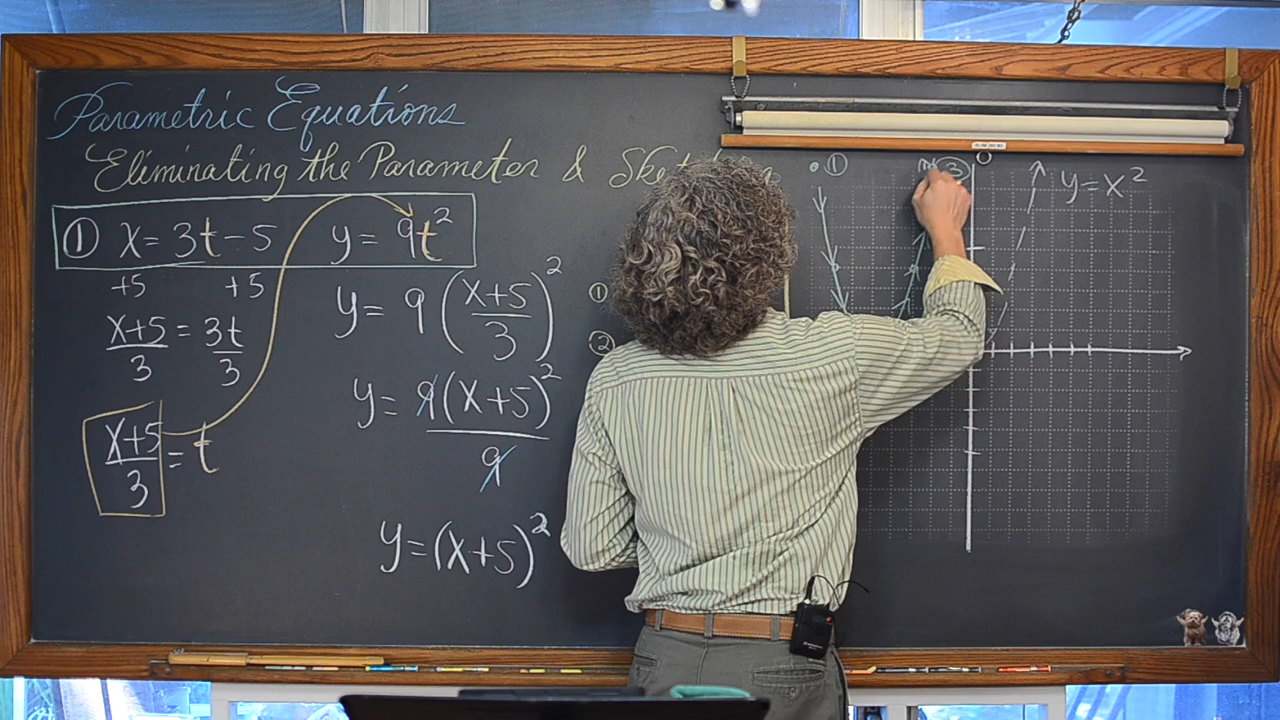 Parametric Equations
Eliminating the Parameter &
① x = 3t - 5 y = 9t²
+5 +5
x+5/3 = 3t/3
x+5/3 = t
y = 9(x+5/3)²
y = 9(x+5)²/9
y = (x+5)²
①
②
①
②
y = x²